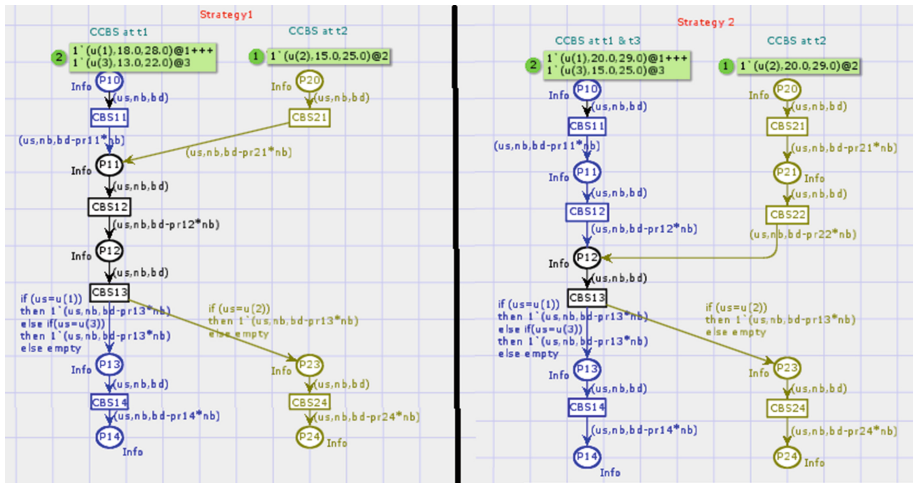 Strategy1
CCBS at t1
CCBS at t2
2
1`(u(1),18.0,28.0)@1+++
1`(u(3),13.0,22.0)@3
1
1`(u(2),15.0,25.0)@2
P10
Info
(us,nb,bd)
P20
Info
(us,nb,bd)
CBS11
CBS21
(us,nb,bd-pr11*nb)
(us,nb,bd-pr21*nb)
P11
Info
(us,nb,bd)
CBS12
(us,nb,bd-pr12*nb)
P12
Info
(us,nb,bd)
CBS13
if (us=u(1))
then 1`(us,nb,bd-pr13*nb)
else if(us=u(3))
then 1`(us,nb,bd-pr13*nb)
else empty
if (us=u(2))
then 1`(us,nb,bd-pr13*nb)
else empty
P13
Info
(us,nb,bd)
P23
Info
(us,nb,bd)
CBS14
CBS24
(us,nb,bd-pr14*nb)
(us,nb,bd-pr24*nb)
P14
Info
P24
Info
Strategy 2
CCBS at t1 & t3
CCBS at t2
2
1`(u(1),20.0,29.0)@1+++
1`(u(3),15.0,25.0)@3
1
1`(u(2),20.0,29.0)@2
P10
Info
(us,nb,bd)
P20
Info
(us,nb,bd)
CBS11
CBS21
(us,nb,bd-pr11*nb)
(us,nb,bd-pr21*nb)
P11
Info
(us,nb,bd)
P21
Info
(us,nb,bd)
CBS12
CBS22
(us,nb,bd-pr12*nb)
(us,nb,bd-pr22*nb)
P12
Info
(us,nb,bd)
CBS13
if (us=u(1))
then 1`(us,nb,bd-pr13*nb)
else if(us=u(3))
then 1`(us,nb,bd-pr13*nb)
else empty
if (us=u(2))
then 1`(us,nb,bd-pr13*nb)
else empty
P13
Info
(us,nb,bd)
P23
Info
(us,nb,bd)
CBS14
CBS24
(us,nb,bd-pr14*nb)
(us,nb,bd-pr24*nb)
P14
Info
P24
Info